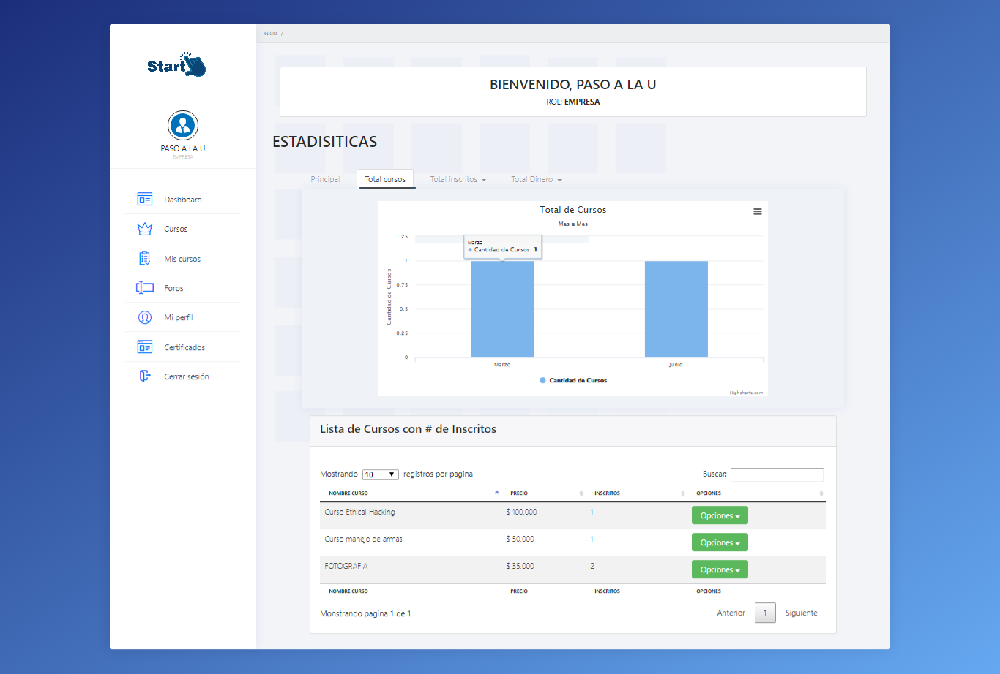 INICIO /
Start
BIENVENIDO, PASO A LA U
ROL: EMPRESA
PASO A LA U
EMPRESA
Dashboard
Cursos
Mis cursos
Foros
Mi perfil
Certificados
Cerrar sesión
ESTADISITICAS
Principal Total cursos Total inscritos Total Dinero
Total de Cursos
Mes a Mes
Cantidad de Cursos
1.25
1
0.75
0.5
0.25
0
Marzo
Cantidad de Cursos: 1
Marzo Junio
Cantidad de Cursos
Highcharts.com
Lista de Cursos con # de Inscritos
Mostrando 10 registros por pagina Buscar:
NOMBRE CURSO PRECIO INSCRITOS OPCIONES
Curso Ethical Hacking $ 100.000 1 Opciones
Curso manejo de armas $ 50.000 1 Opciones
FOTOGRAFIA $ 35.000 2 Opciones
NOMBRE CURSO PRECIO INSCRITOS OPCIONES
Monstrando pagina 1 de 1 Anterior 1 Siguiente